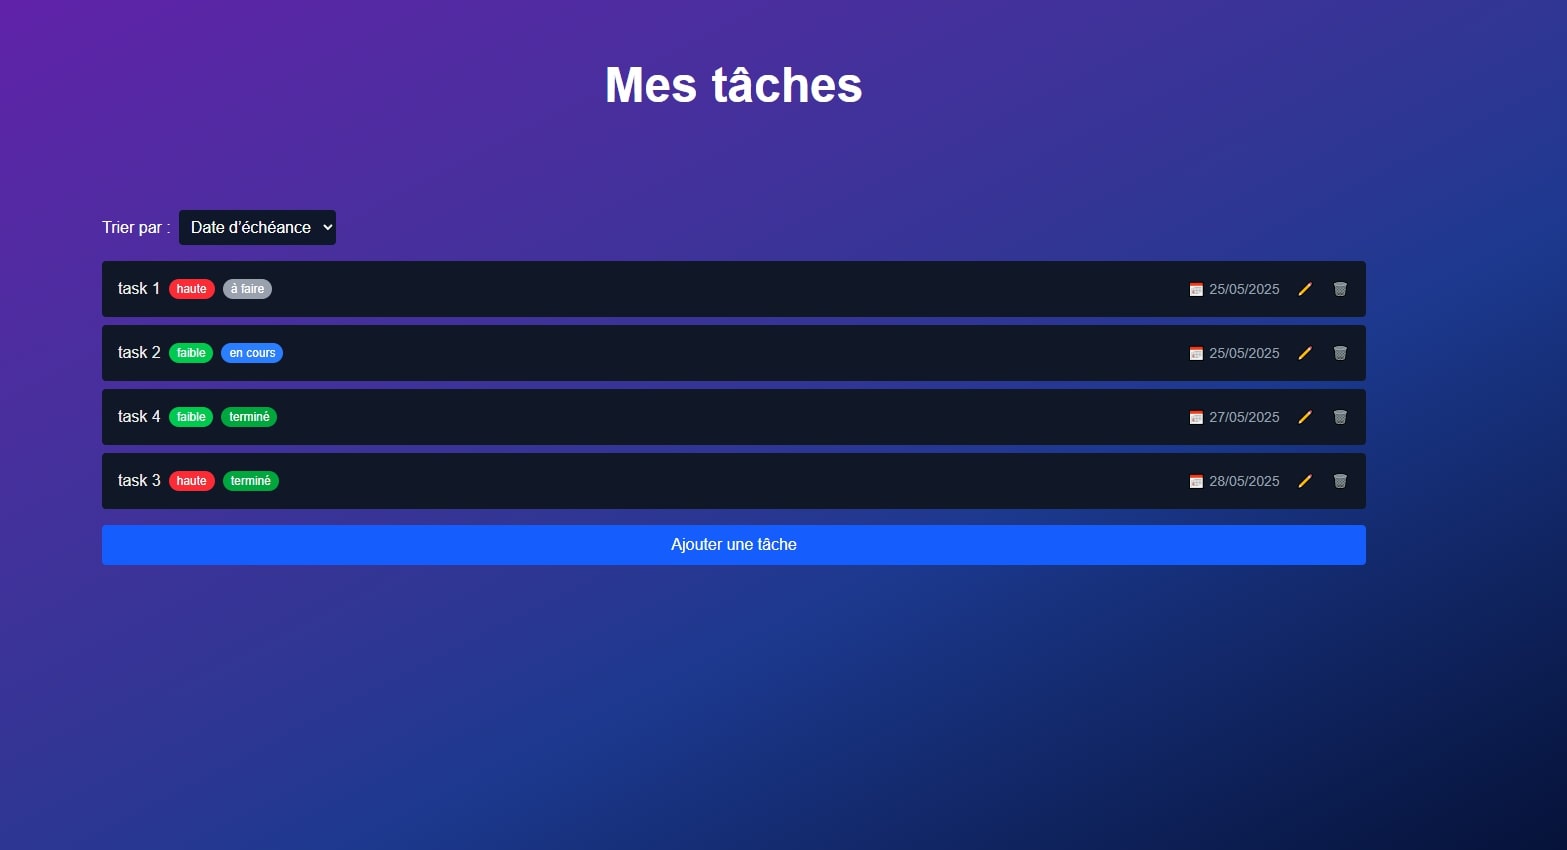 Mes tâches
Trier par : Date d'échéance
task 1 haute à faire 25/05/2025
task 2 faible en cours 25/05/2025
task 4 faible terminé 27/05/2025
task 3 haute terminé 28/05/2025
Ajouter une tâche